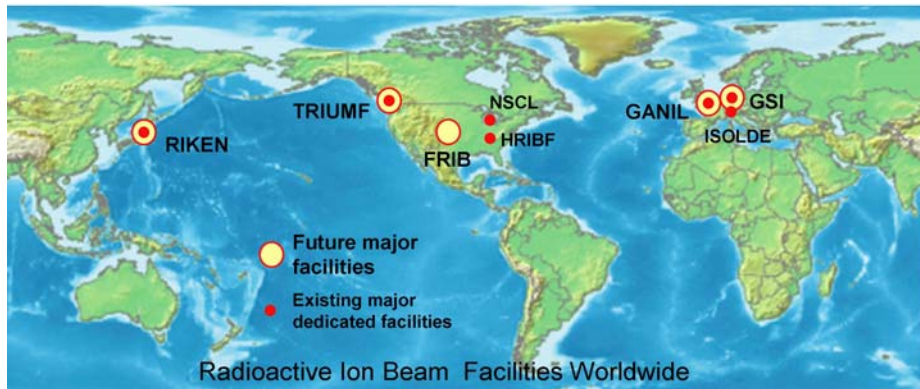 RIKEN
TRIUMF
NSCL
HRIBF
FRIB
GANIL
GSI
ISOLDE
Future major
facilities
Existing major
dedicated facilities
Radioactive Ion Beam Facilities Worldwide